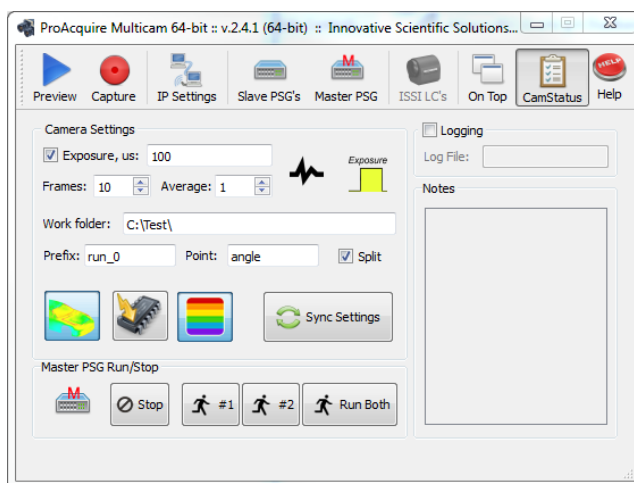 ProAcquire Multicam 64-bit :: v.2.4.1 (64-bit) :: Innovative Scientific Solutions...
M
HELP
Preview Capture IP Settings Slave PSG's Master PSG ISSI LC's On Top CamStatus Help
Camera Settings
Exposure, us: 100
Exposure
Frames: 10 Average: 1
Work folder: C:\Test\
Prefix: run_0 Point: angle Split
Sync Settings
Master PSG Run/Stop
M
Stop #1 #2 Run Both
Logging
Log File:
Notes